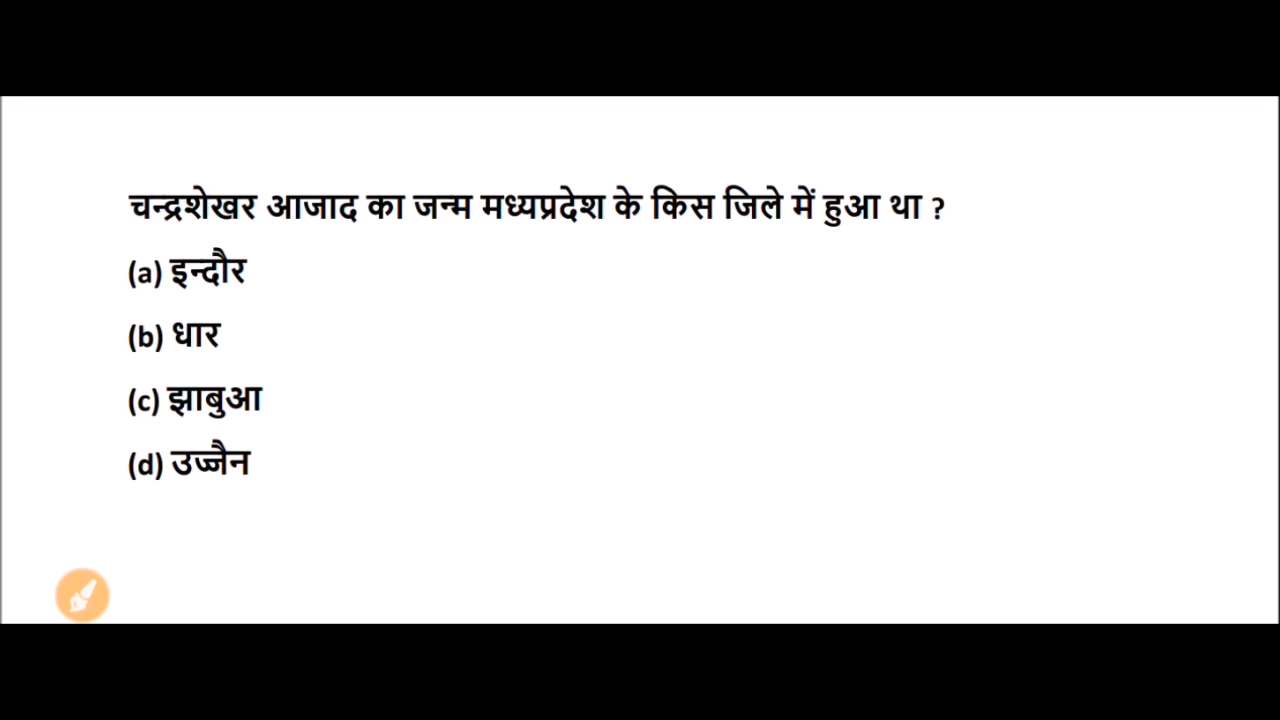 चन्द्रशेखर आजाद का जन्म मध्यप्रदेश के किस जिले में हुआ था ?
(a) इन्दौर
(b) धार
(c) झाबुआ
(d) उज्जैन